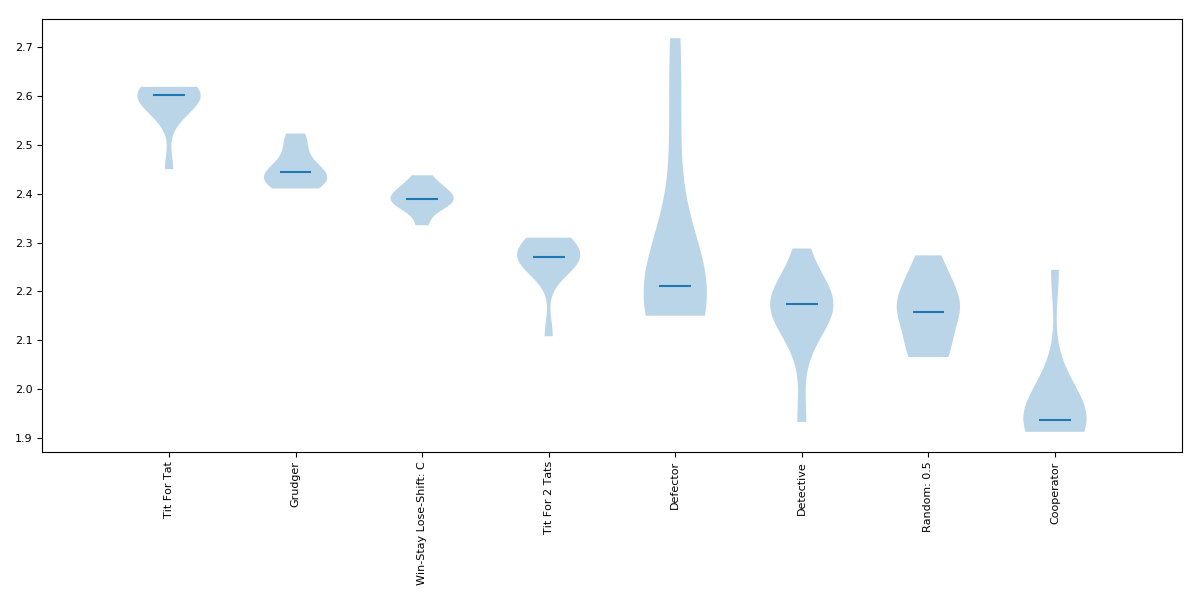 2.7
2.6
2.5
2.4
2.3
2.2
2.1
2.0
1.9
Tit For Tat
Grudger
Win-Stay Lose-Shift: C
Tit For 2 Tats
Defector
Detective
Random: 0.5
Cooperator